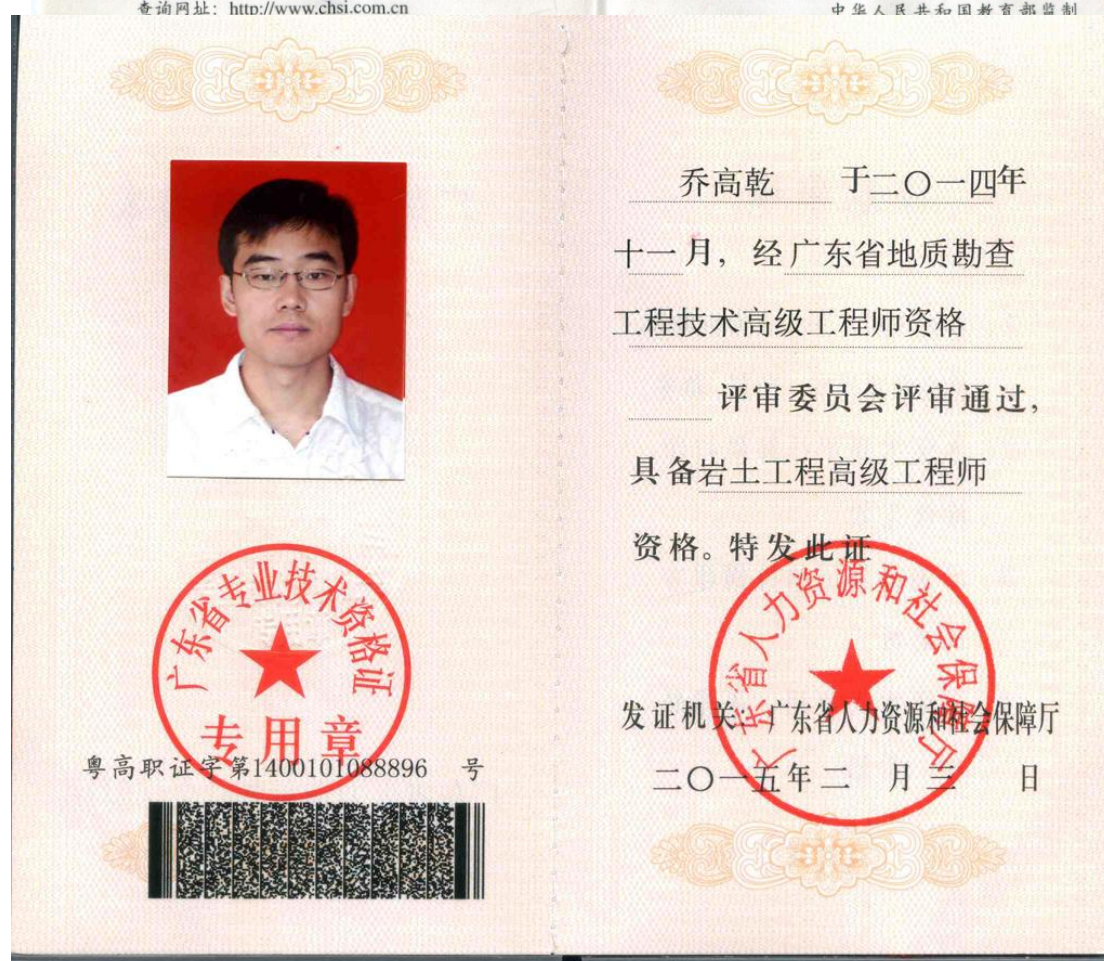 查询网址：http://www.chsi.com.cn
中华人民共和国教育部监制
广东省专业技术资格证
专用章
粤高职证字第1400101088896 号
乔高乾 于二〇一四年
十一月，经广东省地质勘查
工程技术高级工程师资格
评审委员会评审通过，
具备岩土工程高级工程师
资格。特发此证
广东省人力资源和社会保障厅
发证机关：广东省人力资源和社会保障厅
二〇一五年二 月三 日